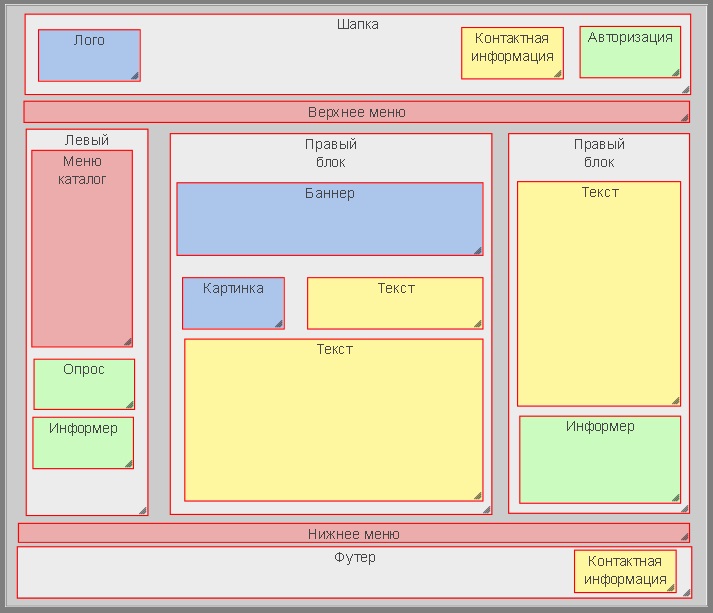 Шапка
Лого
Контактная
информация
Авторизация
Верхнее меню
Левый
Меню
каталог
Опрос
Информер
Правый
блок
Баннер
Картинка
Текст
Текст
Правый
блок
Текст
Информер
Нижнее меню
Футер
Контактная
информация